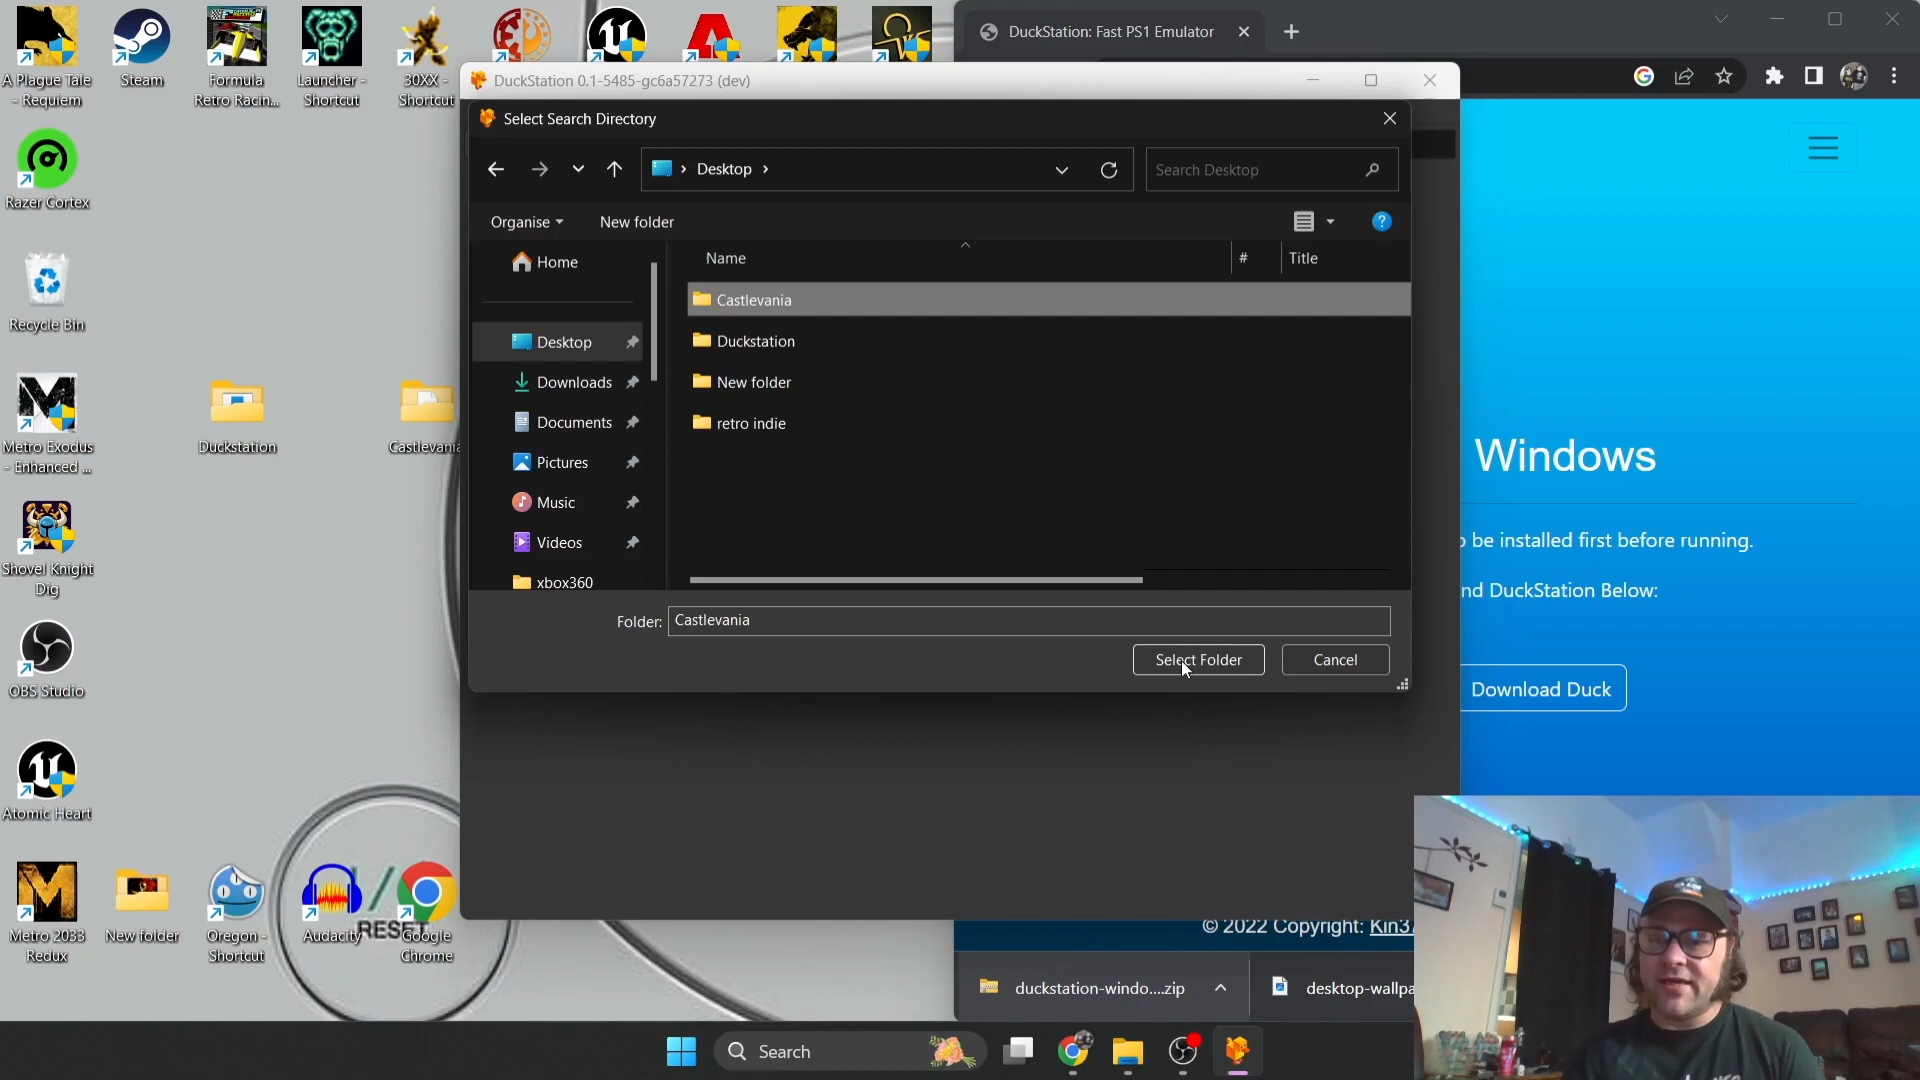 A Plague Tale
- Requiem
Steam
Formula
Retro Racin...
Launcher -
Shortcut
30XX -
Shortcut
DuckStation: Fast PS1 Emulator
DuckStation 0.1-5485-gc6a57273 (dev)
Select Search Directory
Desktop
Search Desktop
Organise
New folder
Name
#
Title
Home
Castlevania
Duckstation
New folder
retro indie
Desktop
Downloads
Documents
Pictures
Music
Videos
xbox360
Folder:
Castlevania
Select Folder
Cancel
Razer Cortex
Recycle Bin
Metro Exodus
- Enhanced ...
Duckstation
Castlevania
Shovel Knight
Dig
OBS Studio
Atomic Heart
Metro 2033
Redux
New folder
Oregon -
Shortcut
Audacity
RESET
Google
Chrome
Windows
o be installed first before running.
nd DuckStation Below:
Download Duck
© 2022 Copyright: Kin37
duckstation-windo....zip
desktop-wallpa
Search